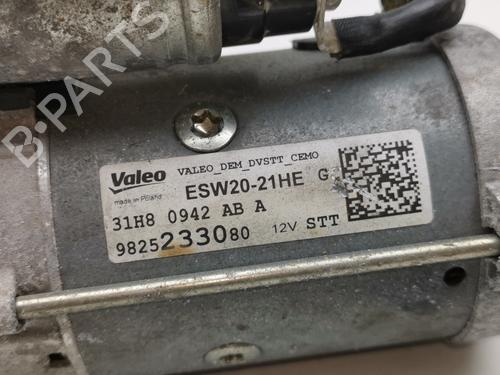 B-PARTS
Valeo
VALEO_DEM_DVSTT_CEMO
made in Poland
ESW20-21HE G
31H8 0942 AB A
9825233080 12V STT